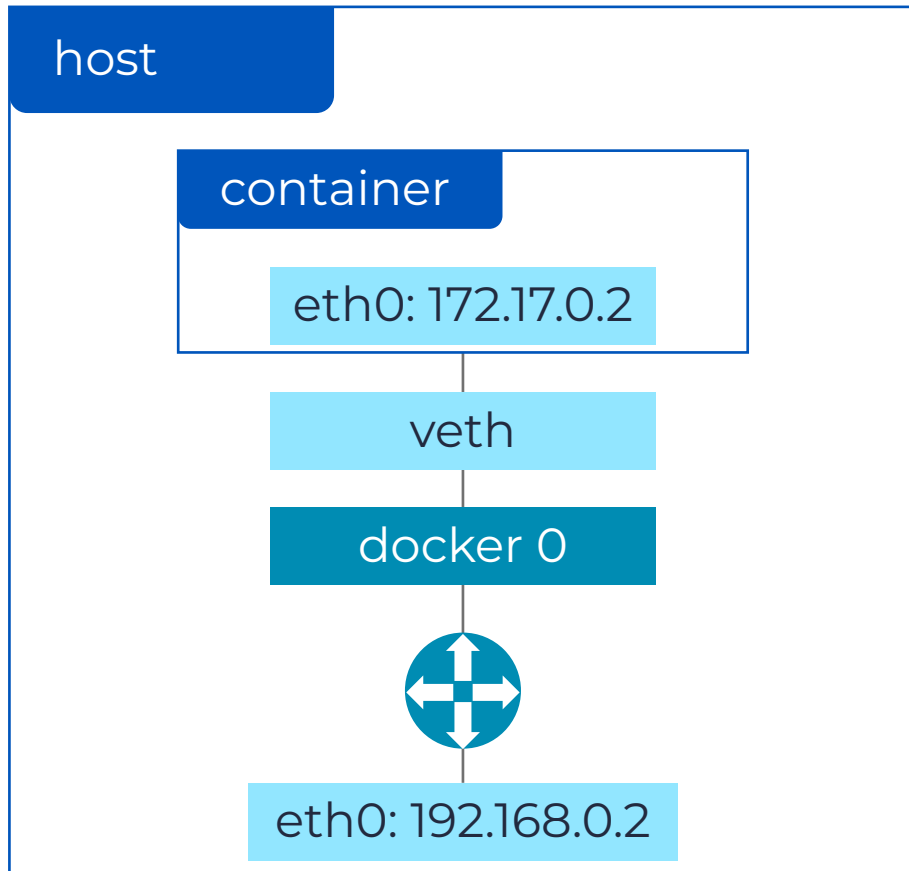 host
container
eth0: 172.17.0.2
veth
docker 0
eth0: 192.168.0.2